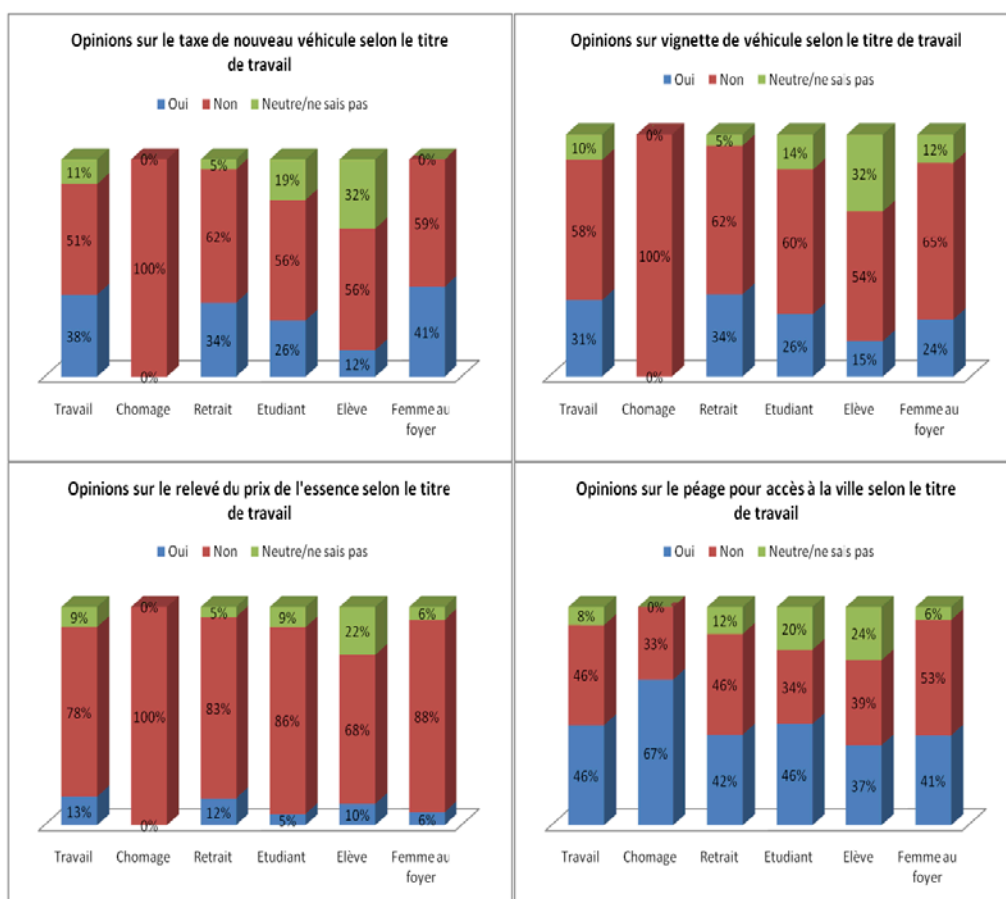 Opinions sur le taxe de nouveau véhicule selon le titre
de travail
Oui Non Neutre/ne sais pas
11% 0% 5% 19% 32% 0%
51% 100% 62% 56% 56% 59%
38% 0% 34% 26% 12% 41%
Travail Chomage Retrait Etudiant Elève Femme au
foyer
Opinions sur vignette de véhicule selon le titre de travail
Oui Non Neutre/ne sais pas
10% 0% 5% 14% 32% 12%
58% 100% 62% 60% 54% 65%
31% 0% 34% 26% 15% 24%
Travail Chomage Retrait Etudiant Elève Femme au
foyer
Opinions sur le relevé du prix de l'essence selon le titre
de travail
Oui Non Neutre/ne sais pas
9% 0% 5% 9% 22% 6%
78% 100% 83% 86% 68% 88%
13% 0% 12% 5% 10% 6%
Travail Chomage Retrait Etudiant Elève Femme au
foyer
Opinions sur le péage pour accès à la ville selon le titre
de travail
Oui Non Neutre/ne sais pas
8% 0% 12% 20% 24% 6%
46% 33% 46% 34% 39% 53%
46% 67% 42% 46% 37% 41%
Travail Chomage Retrait Etudiant Elève Femme au
foyer